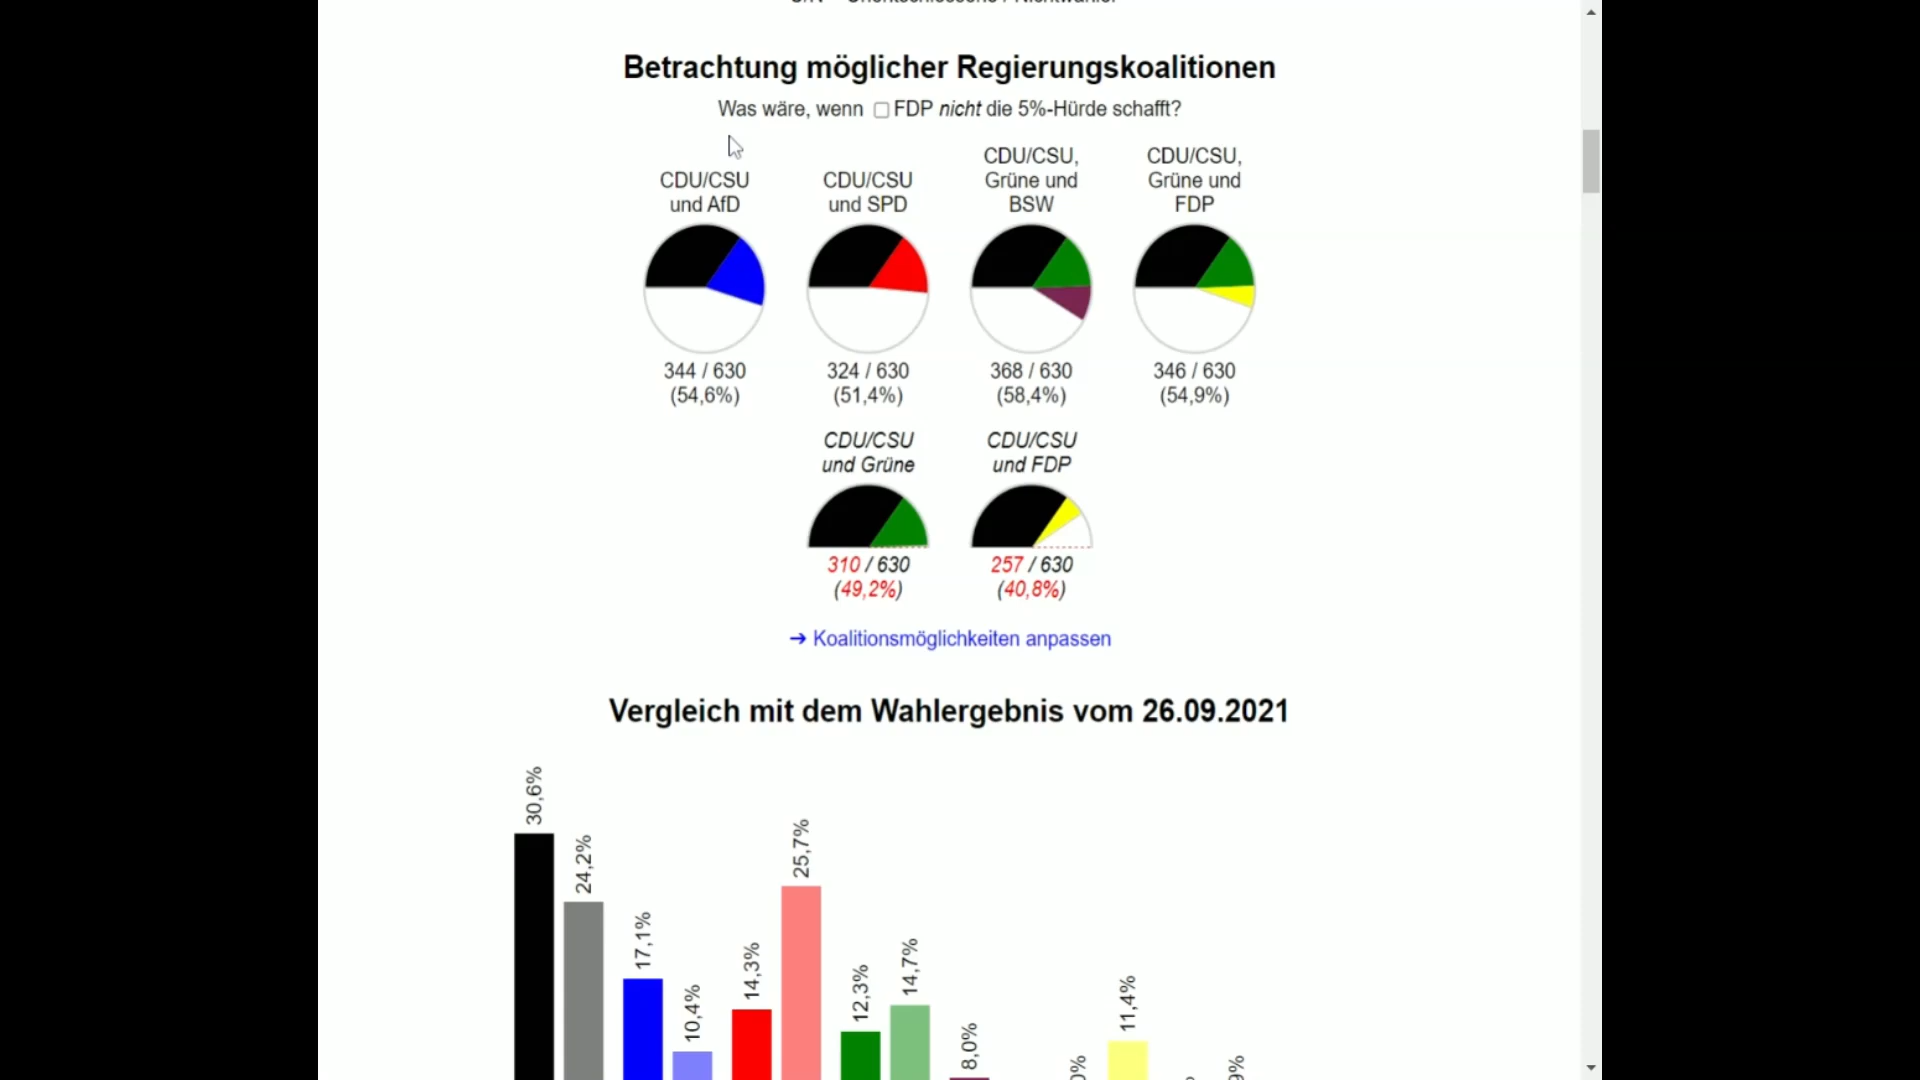 Betrachtung möglicher Regierungskoalitionen
Was wäre, wenn FDP nicht die 5%-Hürde schafft?
CDU/CSU
und AfD
344 / 630
(54,6%)
CDU/CSU
und SPD
324 / 630
(51,4%)
CDU/CSU,
Grüne und
BSW
368 / 630
(58,4%)
CDU/CSU,
Grüne und
FDP
346 / 630
(54,9%)
CDU/CSU
und Grüne
310 / 630
(49,2%)
CDU/CSU
und FDP
257 / 630
(40,8%)
➔ Koalitionsmöglichkeiten anpassen
Vergleich mit dem Wahlergebnis vom 26.09.2021
30,6%
24,2%
17,1%
10,4%
14,3%
25,7%
12,3%
14,7%
8,0%
11,4%